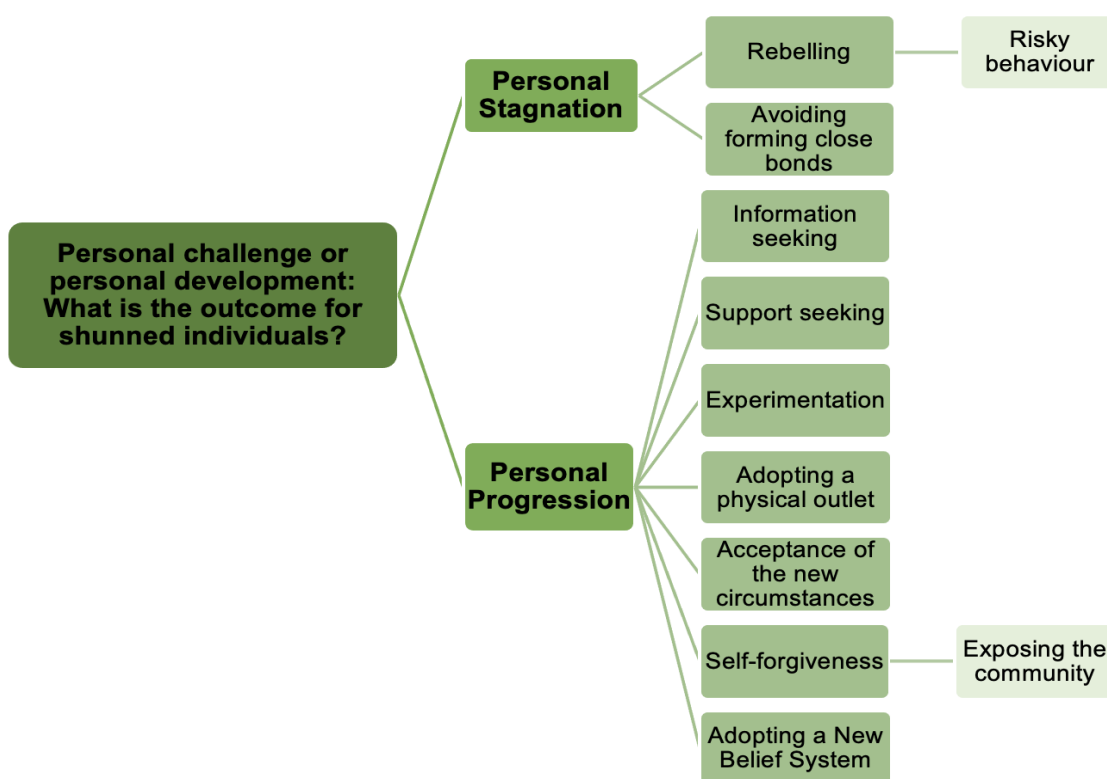 Personal challenge or
personal development:
What is the outcome for
shunned individuals?
Personal
Stagnation
Rebelling
Risky
behaviour
Avoiding
forming close
bonds
Personal
Progression
Information
seeking
Support seeking
Experimentation
Adopting a
physical outlet
Acceptance of
the new
circumstances
Self-forgiveness
Exposing the
community
Adopting a New
Belief System